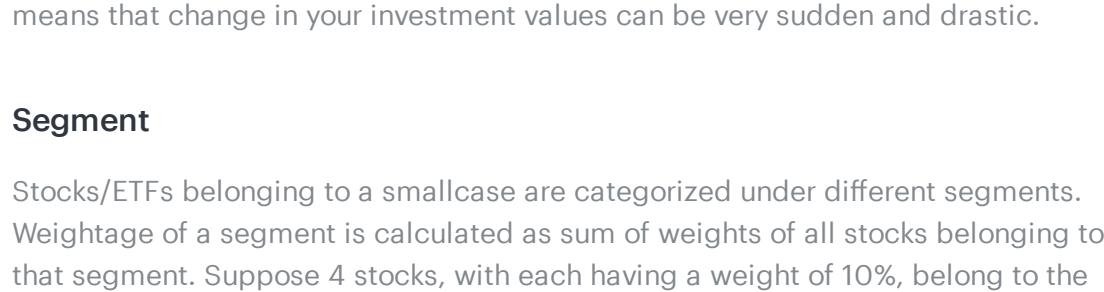 means that change in your investment values can be very sudden and drastic.
Segment
Stocks/ETFs belonging to a smallcase are categorized under different segments.
Weightage of a segment is calculated as sum of weights of all stocks belonging to
that segment. Suppose 4 stocks, with each having a weight of 10%, belong to the